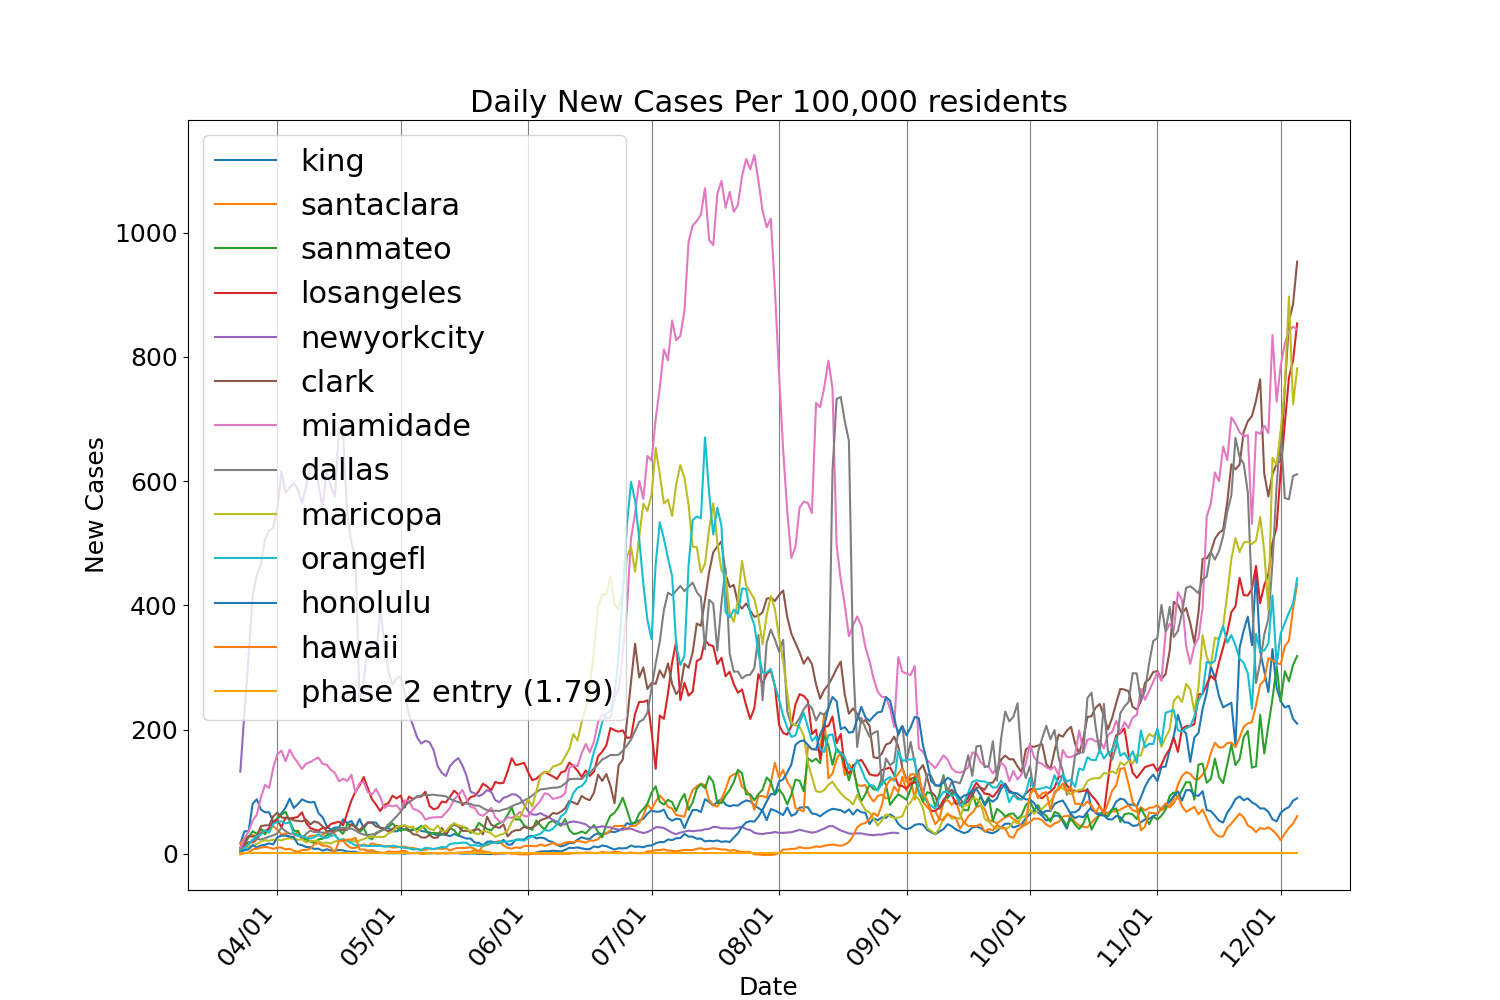 Daily New Cases Per 100,000 residents
king
santaclara
sanmateo
losangeles
newyorkcity
clark
miamidade
dallas
maricopa
orangefl
honolulu
hawaii
phase 2 entry (1.79)
New Cases
1000
800
600
400
200
0
04/01
05/01
06/01
07/01
08/01
09/01
10/01
11/01
12/01
Date